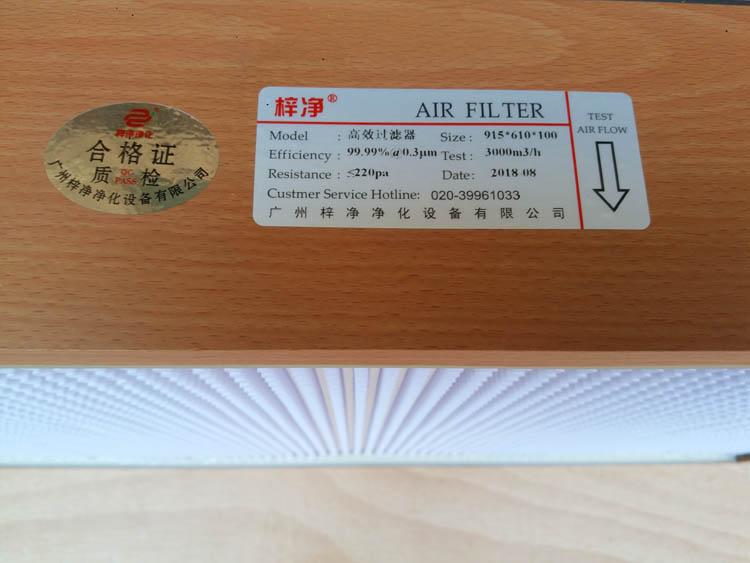 梓净化
合格证
质 QC PASS 检
广州梓净净化设备有限公司
梓净® AIR FILTER
Model : 高效过滤器 Size: 915*610*100
Efficiency: 99.99%@0.3μm Test: 3000m3/h
Resistance: ≤220pa Date: 2018 08
Custmer Service Hotline: 020-39961033
广州梓净净化设备有限公司
TEST
AIR FLOW